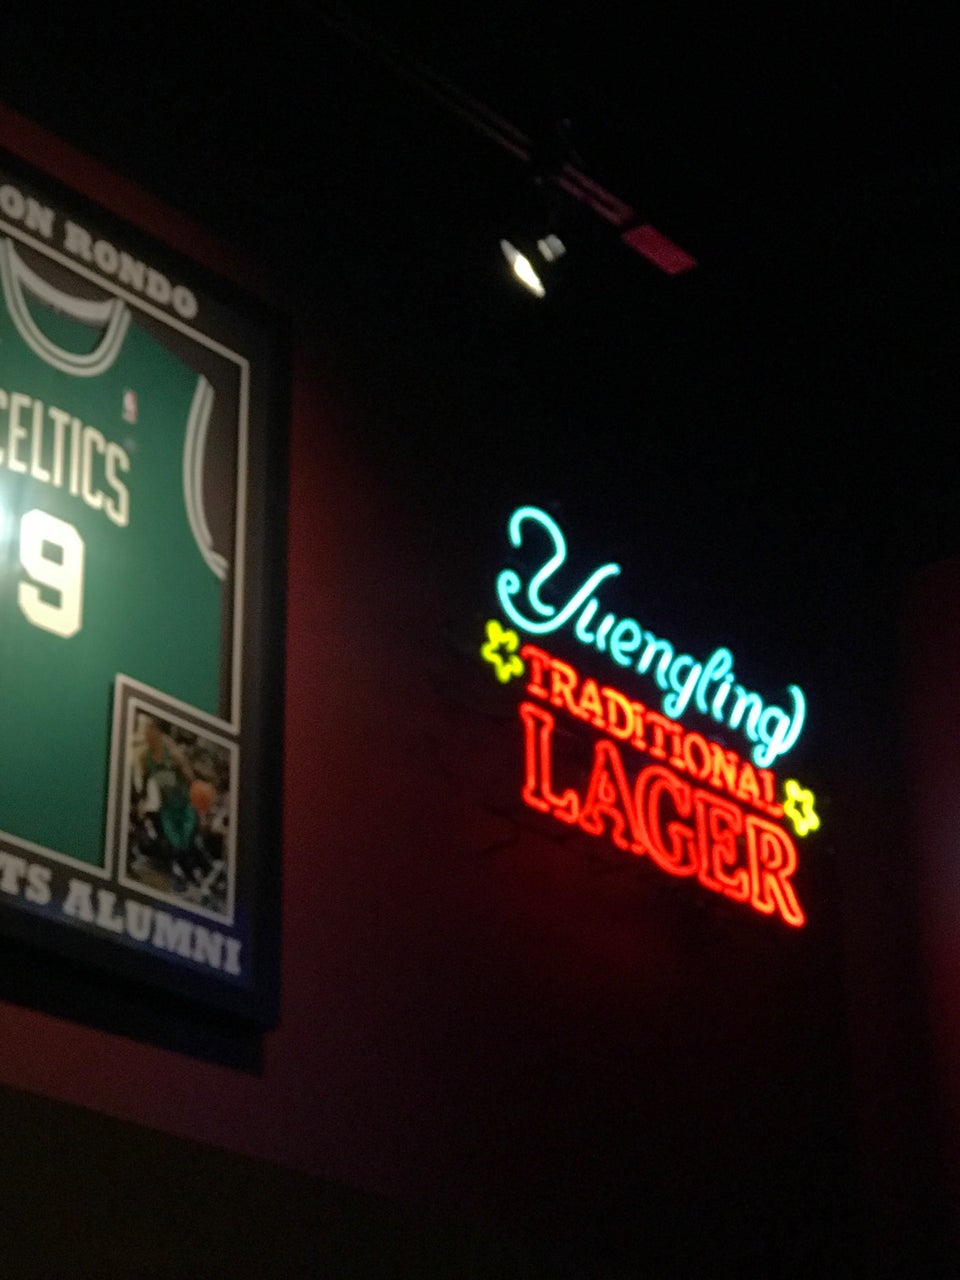 ON RONDO
CELTICS
9
TS ALUMNI
Yuengling
TRADITIONAL
LAGER